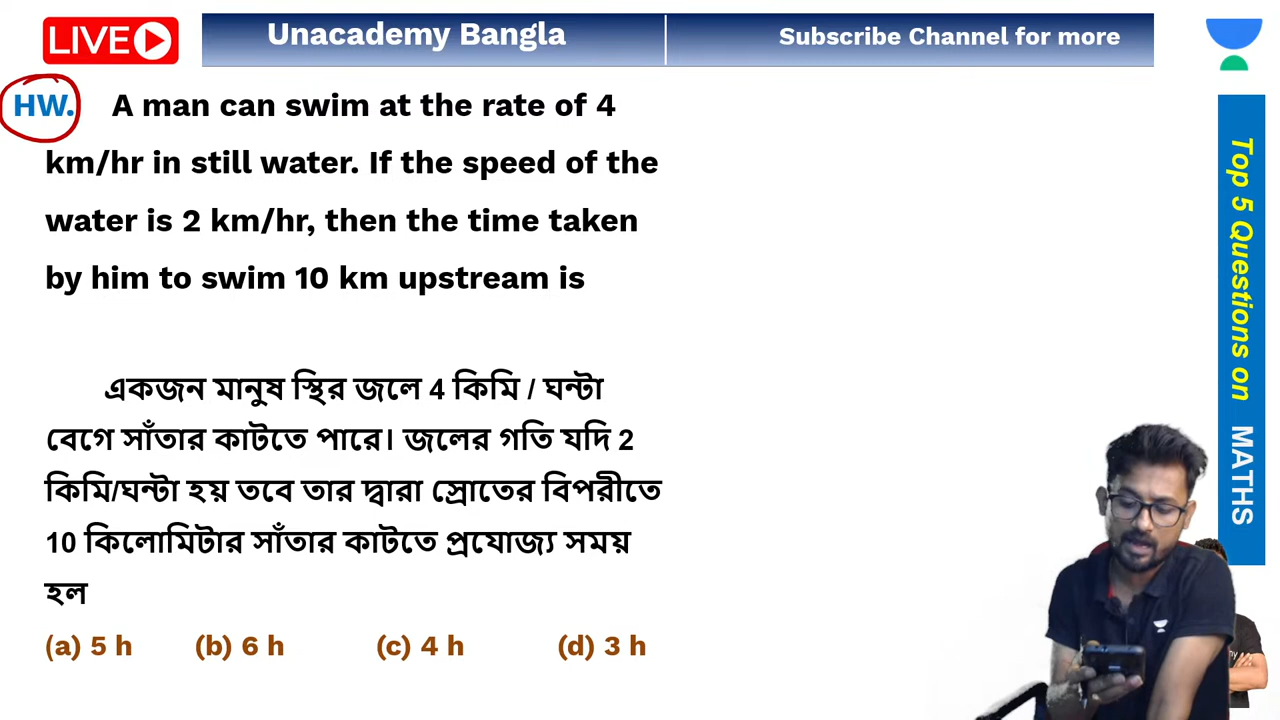 LIVE
Unacademy Bangla
Subscribe Channel for more
HW. A man can swim at the rate of 4
km/hr in still water. If the speed of the
water is 2 km/hr, then the time taken
by him to swim 10 km upstream is
একজন মানুষ স্থির জলে 4 কিমি / ঘন্টা
বেগে সাঁতার কাটতে পারে। জলের গতি যদি 2
কিমি/ঘন্টা হয় তবে তার দ্বারা স্রোতের বিপরীতে
10 কিলোমিটার সাঁতার কাটতে প্রযোজ্য সময়
হল
(a) 5 h (b) 6 h (c) 4 h (d) 3 h
Top 5 Questions on MATHS